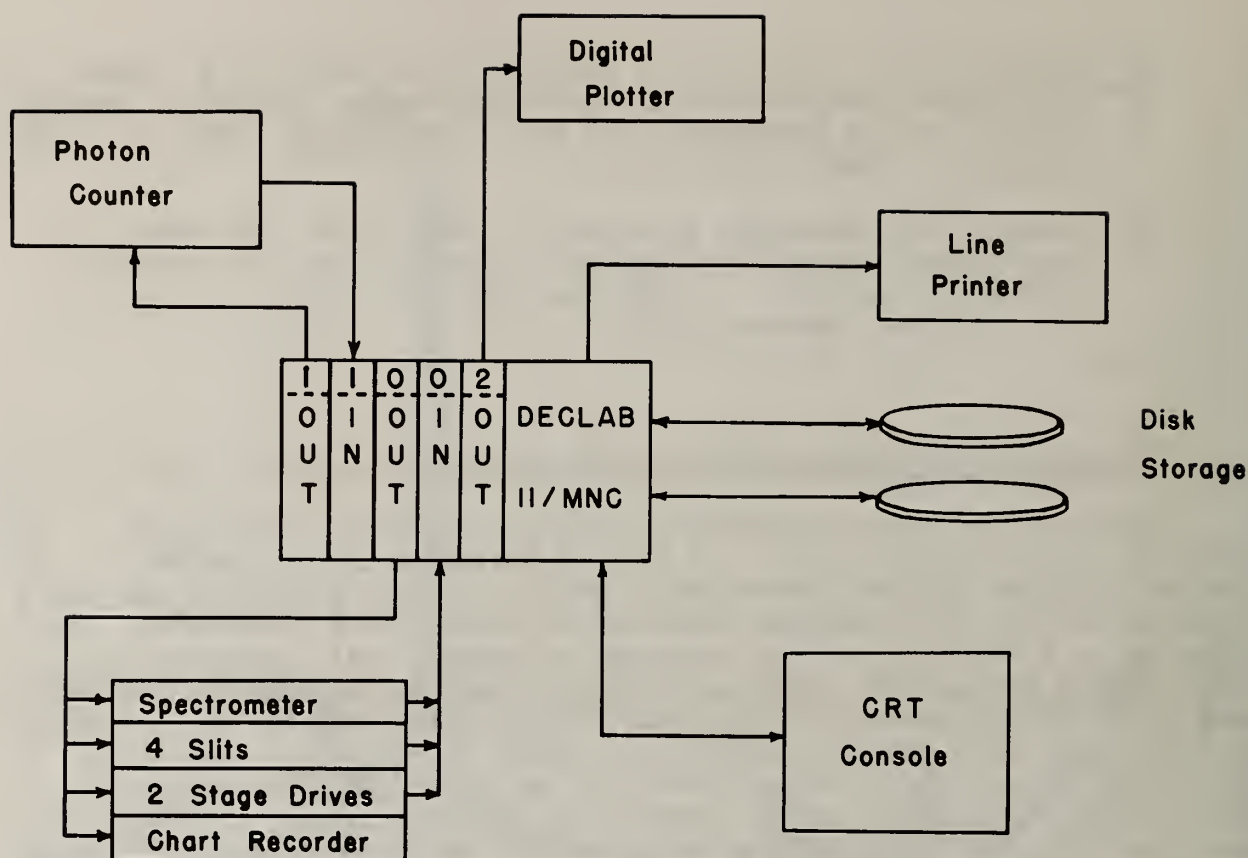 Digital
Plotter
Photon
Counter
Line
Printer
1 OUT
1 IN
0 OUT
0 IN
2 OUT
DECLAB
11/MNC
Disk
Storage
Spectrometer
4 Slits
2 Stage Drives
Chart Recorder
CRT
Console